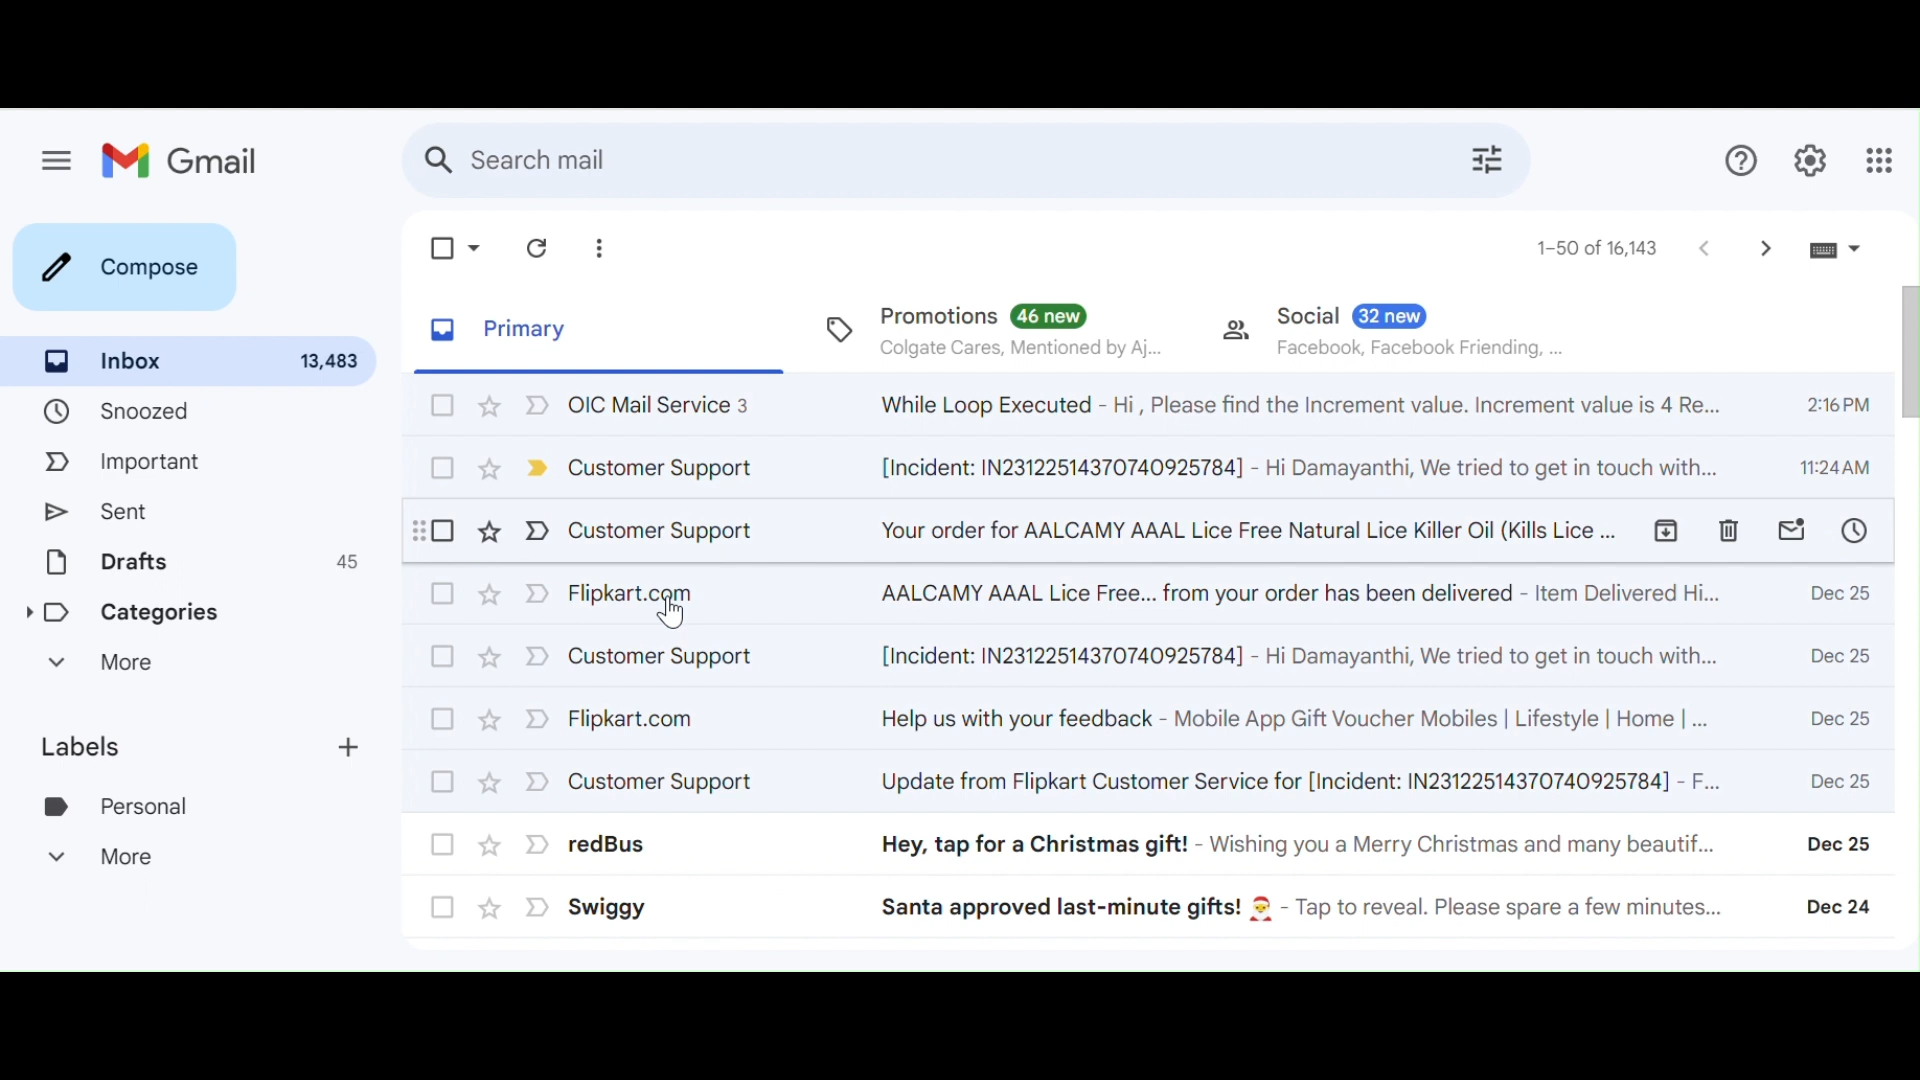 Gmail
Search mail
Compose
1–50 of 16,143
Inbox 13,483
Snoozed
Important
Sent
Drafts 45
Categories
More
Labels +
Personal
More
Primary
Promotions 46 new
Colgate Cares, Mentioned by Aj...
Social 32 new
Facebook, Facebook Friending, ...
OIC Mail Service 3 While Loop Executed - Hi , Please find the Increment value. Increment value is 4 Re... 2:16 PM
Customer Support [Incident: IN23122514370740925784] - Hi Damayanthi, We tried to get in touch with... 11:24 AM
Customer Support Your order for AALCAMY AAAL Lice Free Natural Lice Killer Oil (Kills Lice ...
Flipkart.com AALCAMY AAAL Lice Free... from your order has been delivered - Item Delivered Hi... Dec 25
Customer Support [Incident: IN23122514370740925784] - Hi Damayanthi, We tried to get in touch with... Dec 25
Flipkart.com Help us with your feedback - Mobile App Gift Voucher Mobiles | Lifestyle | Home | ... Dec 25
Customer Support Update from Flipkart Customer Service for [Incident: IN23122514370740925784] - F... Dec 25
redBus Hey, tap for a Christmas gift! - Wishing you a Merry Christmas and many beautif... Dec 25
Swiggy Santa approved last-minute gifts! 🎅 - Tap to reveal. Please spare a few minutes... Dec 24